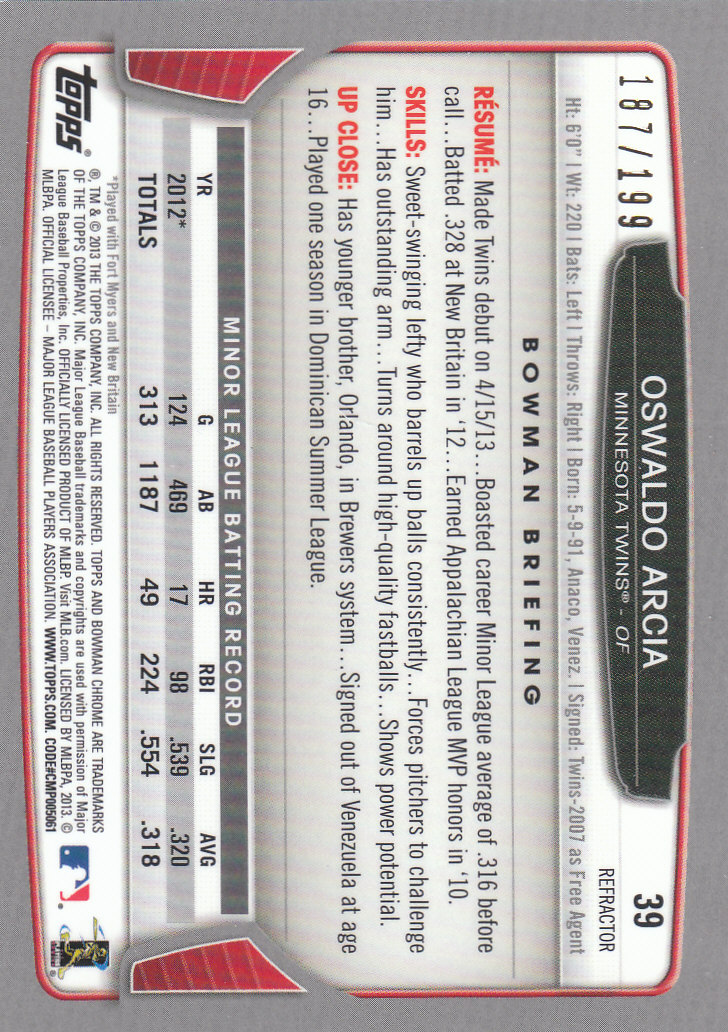 187/199
OSWALDO ARCIA
39
MINNESOTA TWINS® - OF
REFRACTOR
Ht: 6'0" | Wt: 220 | Bats: Left | Throws: Right | Born: 5-9-91, Anaco, Venez. | Signed: Twins-2007 as Free Agent
BOWMAN BRIEFING
RÉSUMÉ: Made Twins debut on 4/15/13...Boasted career Minor League average of .316 before
call...Batted .328 at New Britain in '12...Earned Appalachian League MVP honors in '10.
SKILLS: Sweet-swinging lefty who barrels up balls consistently...Forces pitchers to challenge
him...Has outstanding arm...Turns around high-quality fastballs...Shows power potential.
UP CLOSE: Has younger brother, Orlando, in Brewers system...Signed out of Venezuela at age
16...Played one season in Dominican Summer League.
MINOR LEAGUE BATTING RECORD
YR G AB HR RBI SLG AVG
2012* 124 469 17 98 .539 .320
TOTALS 313 1187 49 224 .554 .318
*Played with Fort Myers and New Britain
topps®
® TM & © 2013 THE TOPPS COMPANY, INC. ALL RIGHTS RESERVED. TOPPS AND BOWMAN CHROME ARE TRADEMARKS
OF THE TOPPS COMPANY, INC. Major League Baseball trademarks and copyrights are used with permission of Major
League Baseball Properties, Inc. OFFICIALLY LICENSED PRODUCT OF MLBP. Visit MLB.com. LICENSED BY MLBPA, 2013. ©
MLBPA. OFFICIAL LICENSEE – MAJOR LEAGUE BASEBALL PLAYERS ASSOCIATION. WWW.TOPPS.COM. CODE#CMP005061